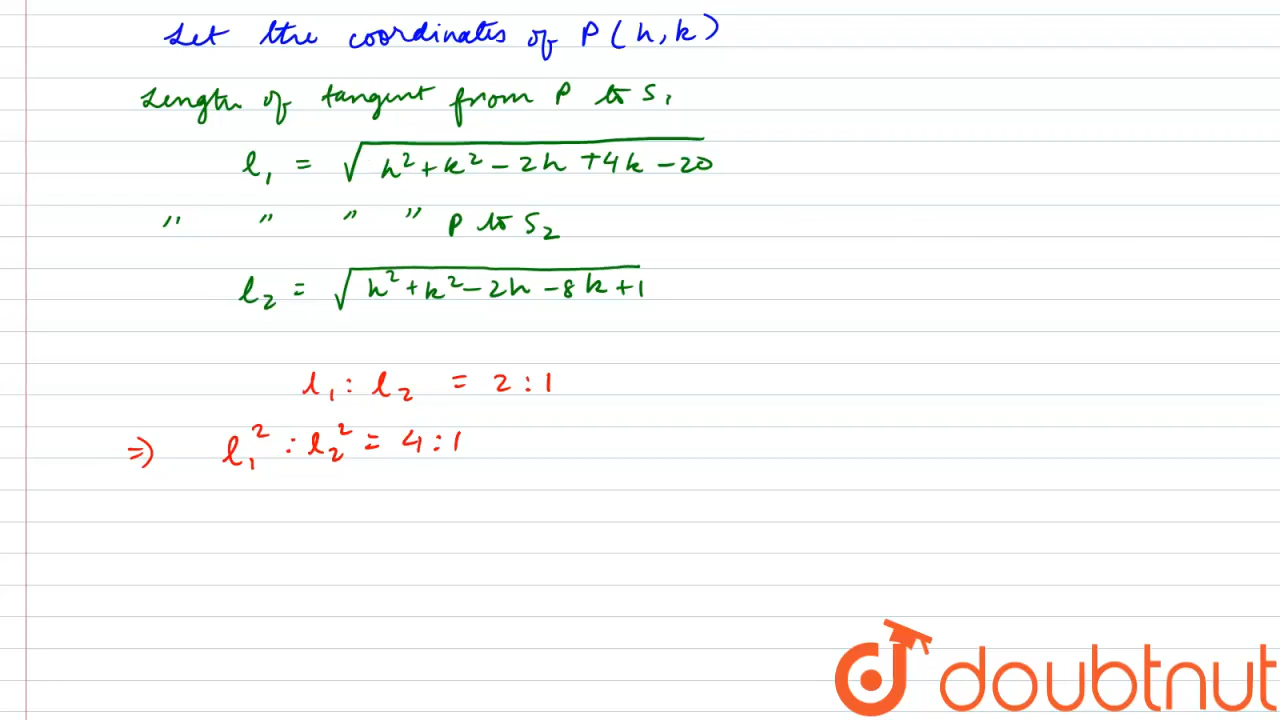 Let the coordinates of P(h,k)
Length of tangent from P to S₁
l₁ = √(h²+k²-2h+4k-20)
" " " " P to S₂
l₂ = √(h²+k²-2h-8k+1)
l₁ : l₂ = 2 : 1
⇒ l₁² : l₂² = 4 : 1
doubtnut